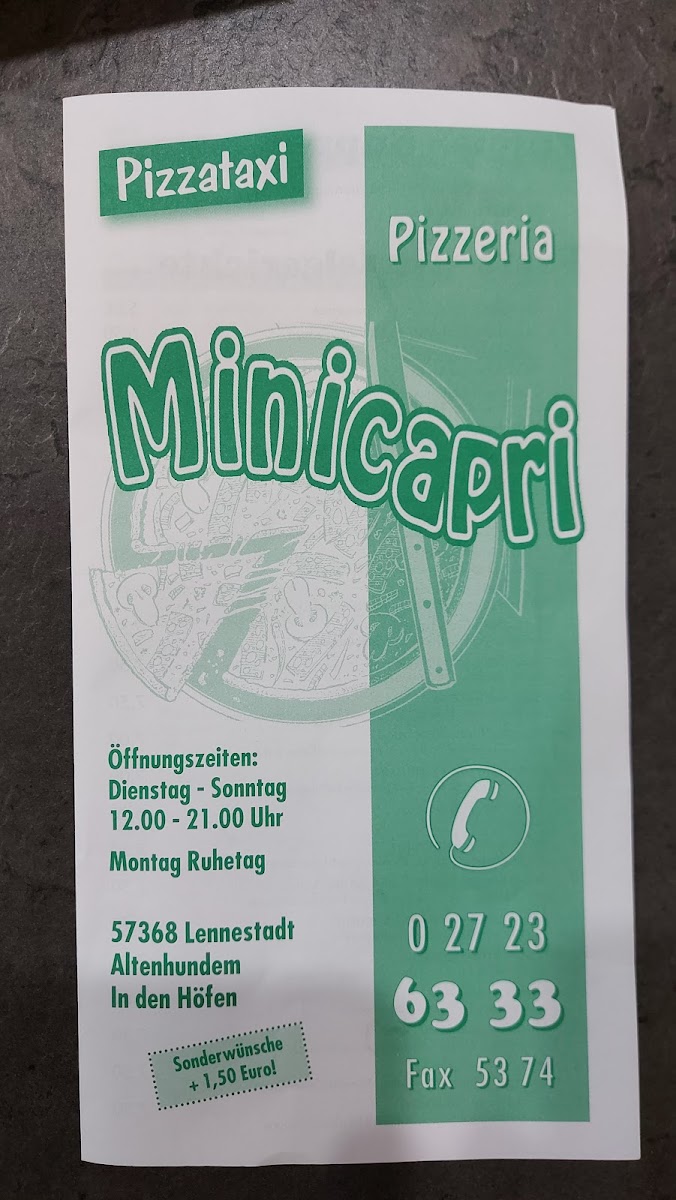 Pizzataxi
Pizzeria
Minicapri
Öffnungszeiten:
Dienstag - Sonntag
12.00 - 21.00 Uhr
Montag Ruhetag
57368 Lennestadt
Altenhundem
In den Höfen
Sonderwünsche
+ 1,50 Euro!
0 27 23
63 33
Fax 53 74